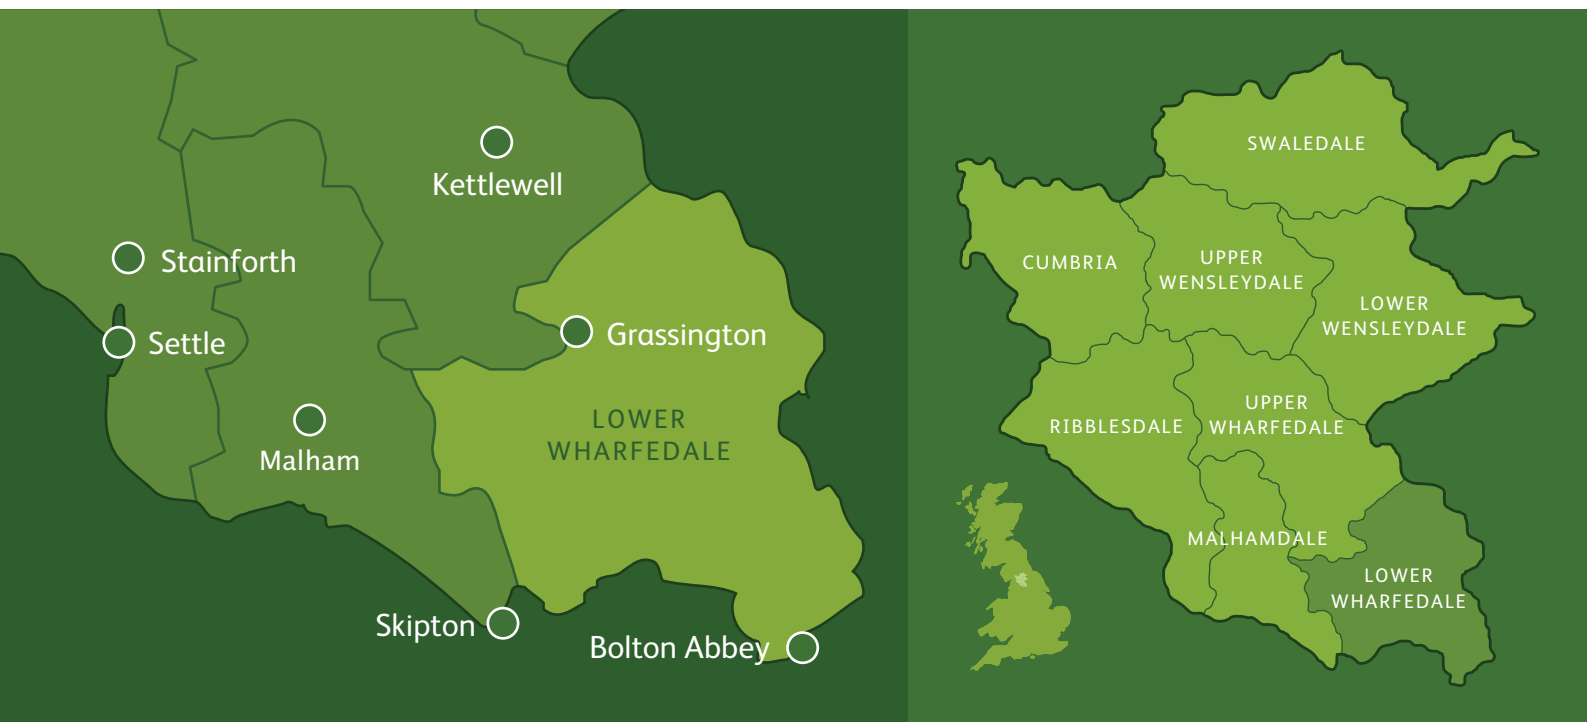 Kettlewell
Stainforth
Settle
Grassington
LOWER
WHARFEDALE
Malham
Skipton
Bolton Abbey
SWALEDALE
CUMBRIA
UPPER
WENSLEYDALE
LOWER
WENSLEYDALE
RIBBLESDALE
UPPER
WHARFEDALE
MALHAMDALE
LOWER
WHARFEDALE